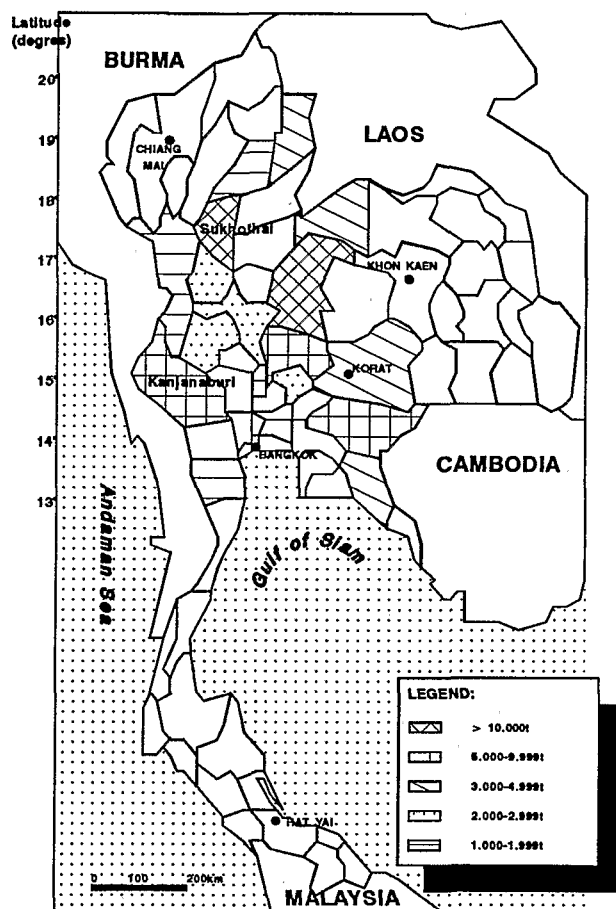 Latitude
(degres)
BURMA
20
19
18
17
16
15
14
13
LAOS
CHIANG
MAI
Sukhothai
KHON KAEN
KORAT
Kanjanaburi
BANGKOK
CAMBODIA
Andaman Sea
Gulf of Siam
HAT YAI
MALAYSIA
0 100 200km
LEGEND:
> 10.000t
5.000-9.999t
3.000-4.999t
2.000-2.999t
1.000-1.999t